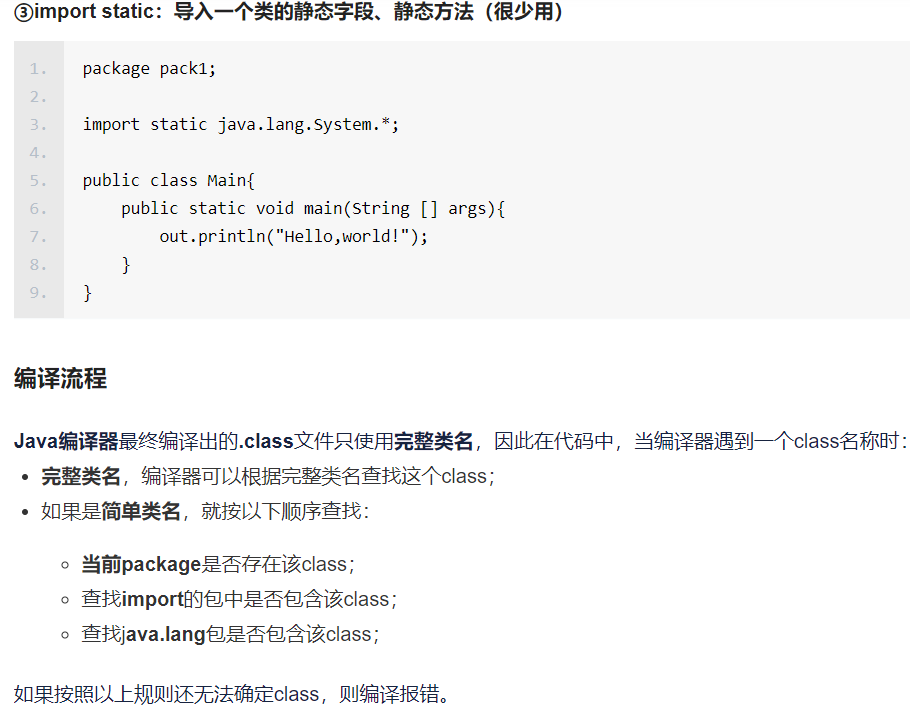 ③import static：导入一个类的静态字段、静态方法（很少用）
1. package pack1;
2.
3. import static java.lang.System.*;
4.
5. public class Main{
6.     public static void main(String [] args){
7.         out.println("Hello,world!");
8.     }
9. }
编译流程
Java编译器最终编译出的.class文件只使用完整类名，因此在代码中，当编译器遇到一个class名称时：
• 完整类名，编译器可以根据完整类名查找这个class；
• 如果是简单类名，就按以下顺序查找：
◦ 当前package是否存在该class；
◦ 查找import的包中是否包含该class；
◦ 查找java.lang包是否包含该class；
如果按照以上规则还无法确定class，则编译报错。